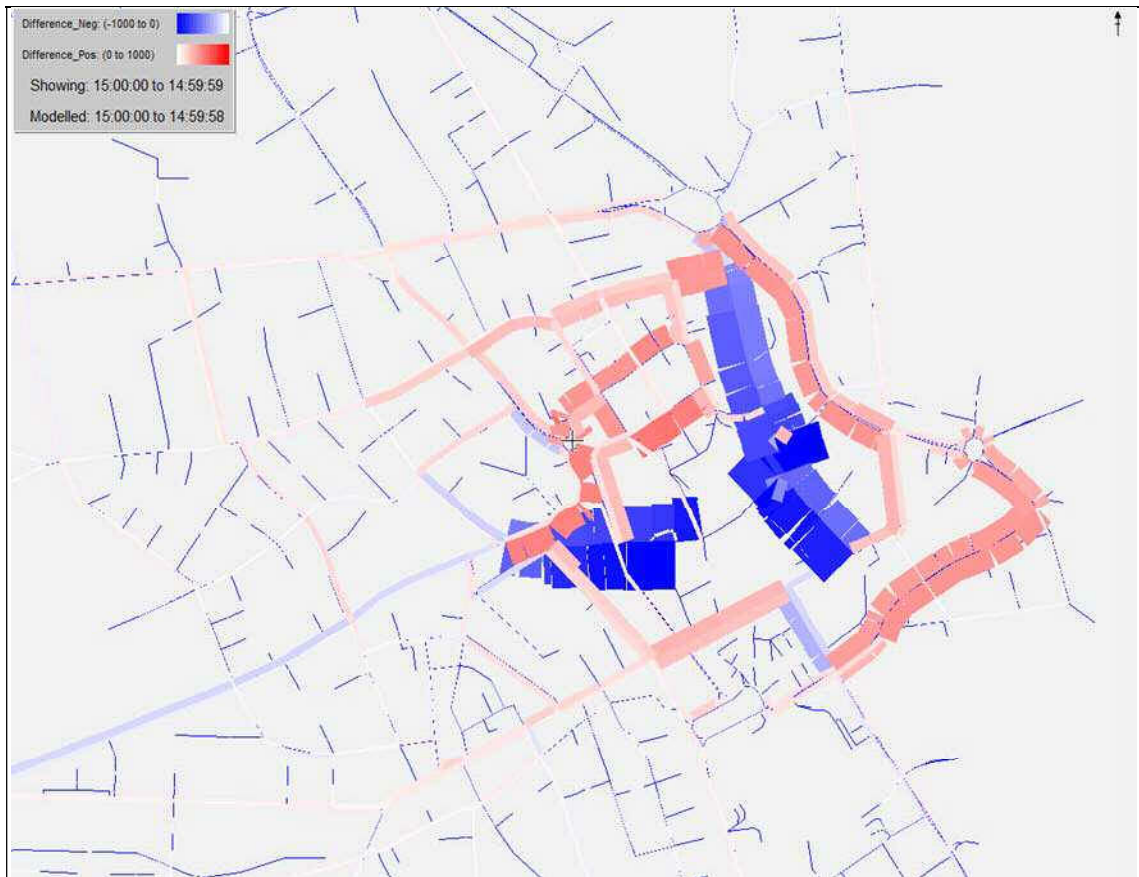 Difference_Neg: (-1000 to 0)
Difference_Pos: (0 to 1000)
Showing: 15:00:00 to 14:59:59
Modelled: 15:00:00 to 14:59:58